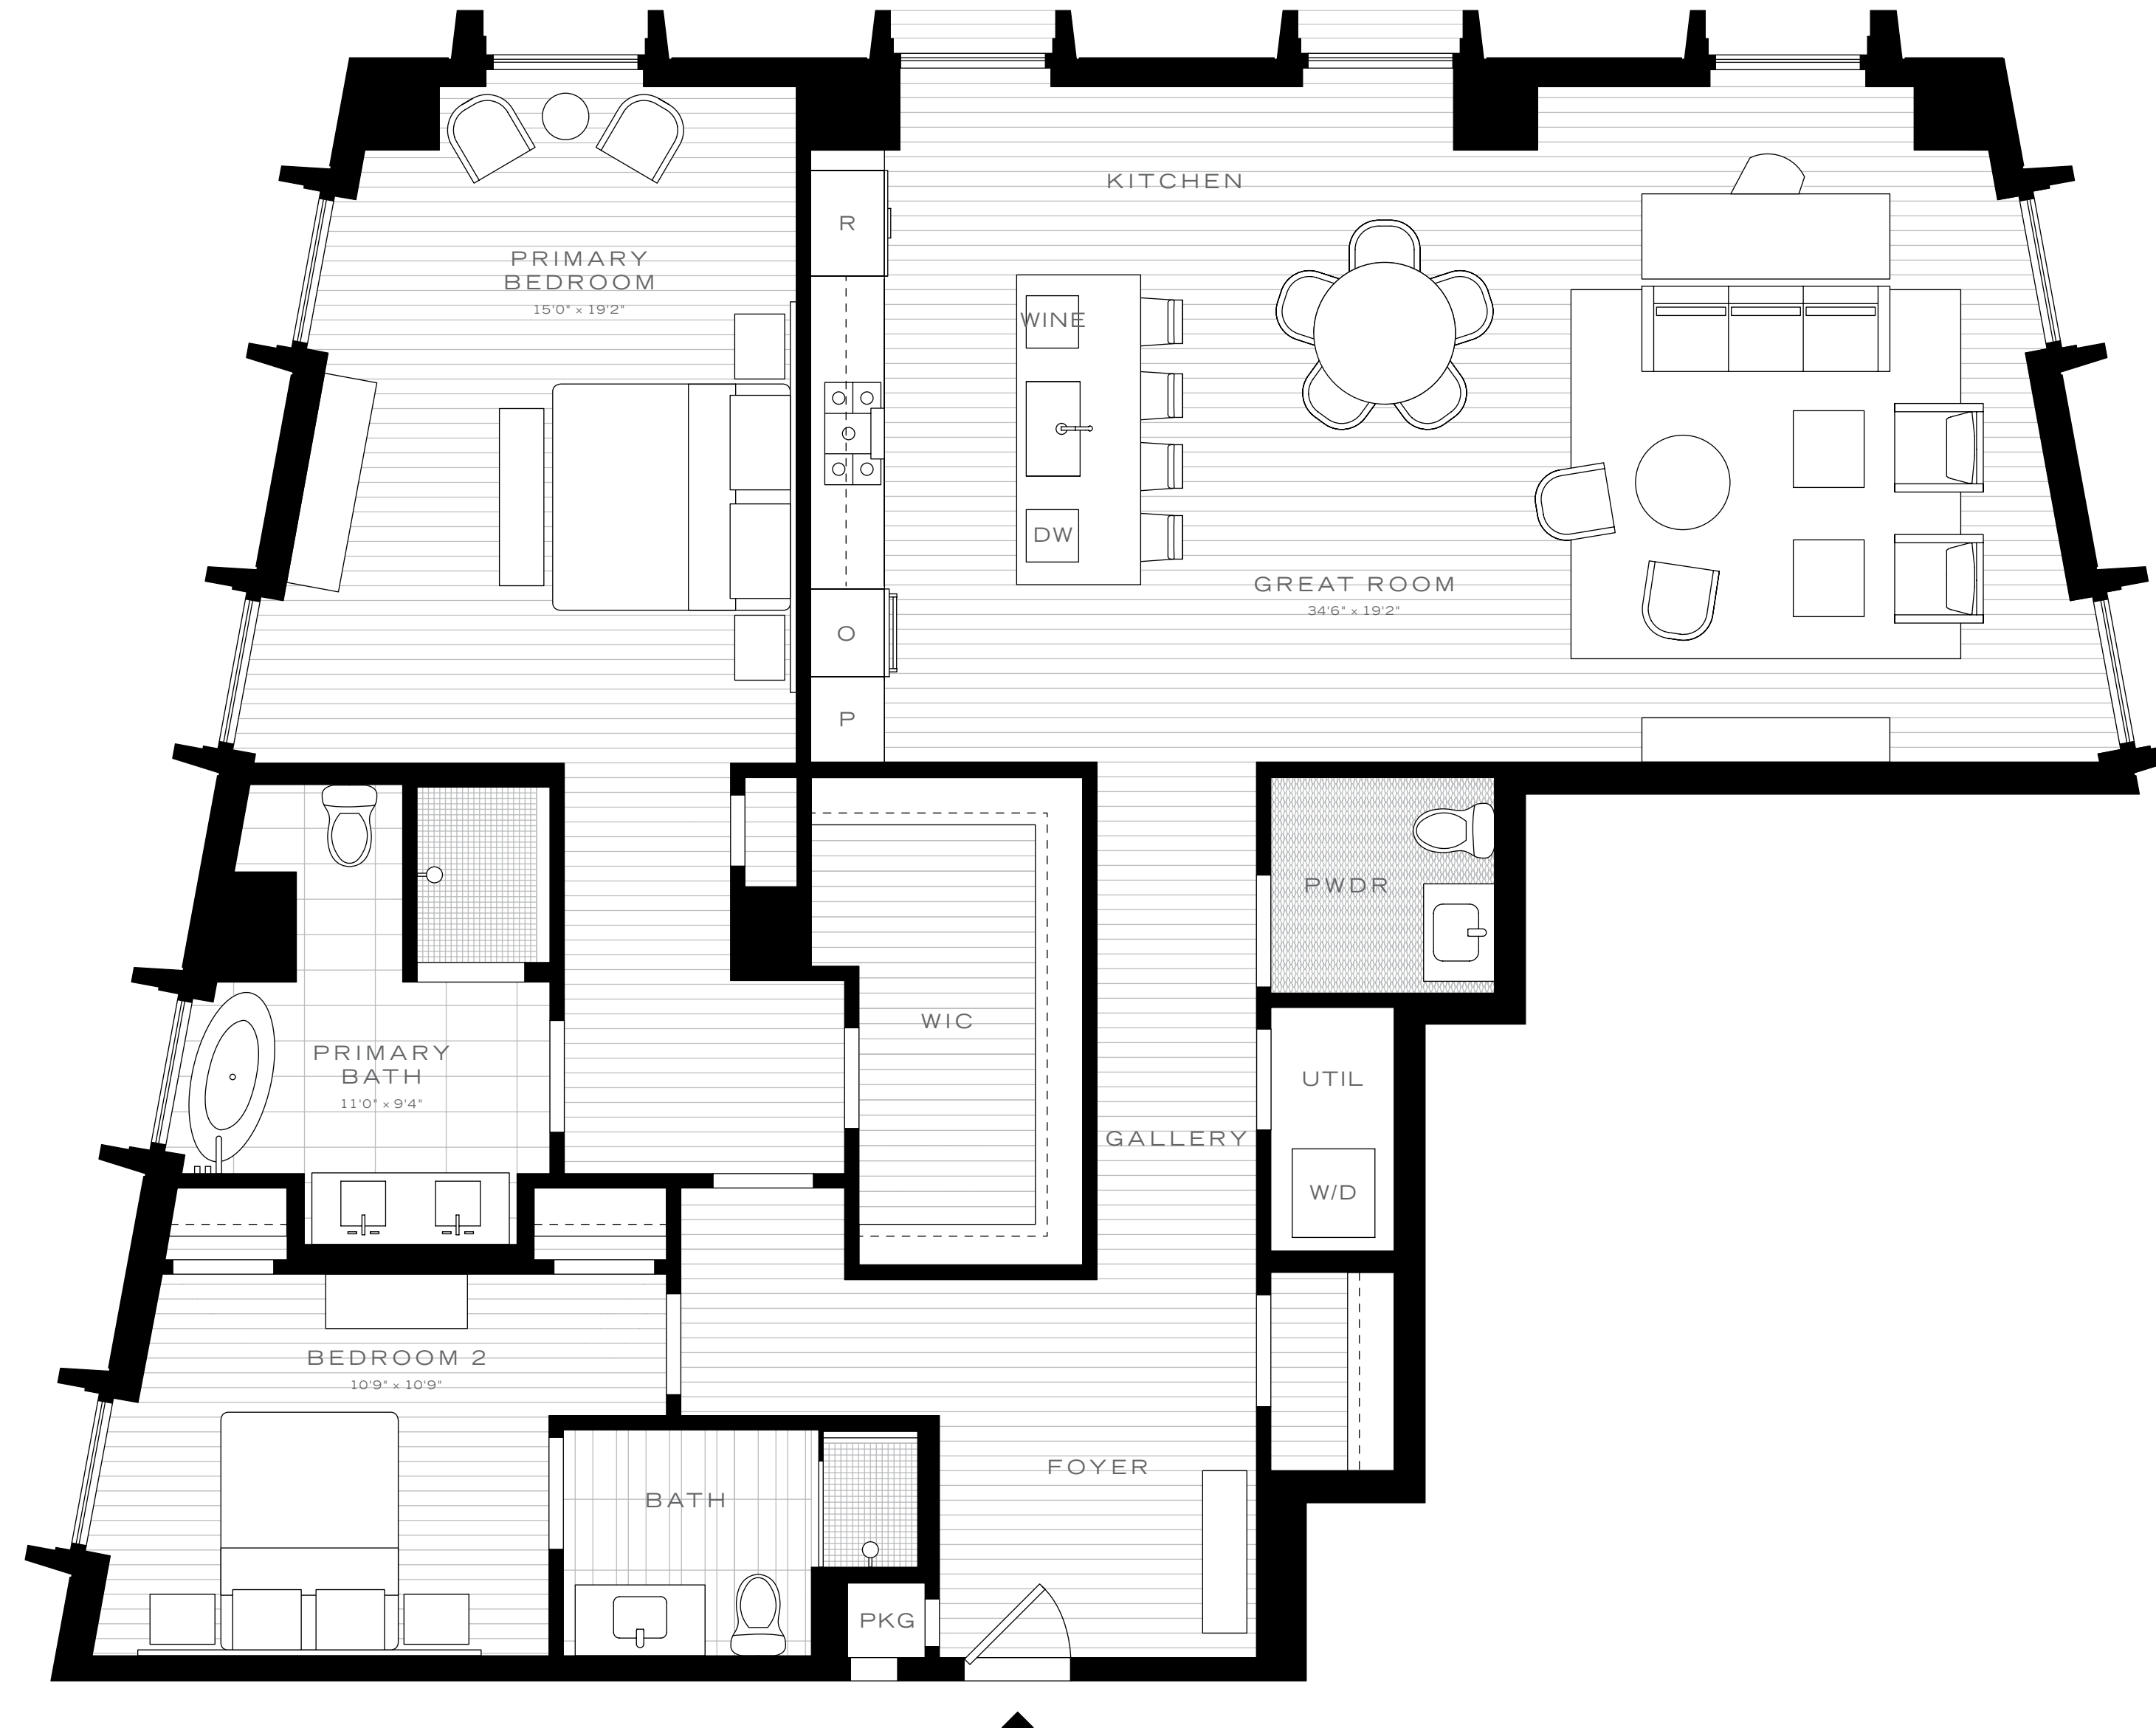 KITCHEN
R
PRIMARY
BEDROOM
15'0" × 19'2"
WINE
DW
GREAT ROOM
34'6" × 19'2"
O
P
PWDR
WIC
PRIMARY
BATH
11'0" × 9'4"
UTIL
GALLERY
W/D
BEDROOM 2
10'9" × 10'9"
FOYER
BATH
PKG